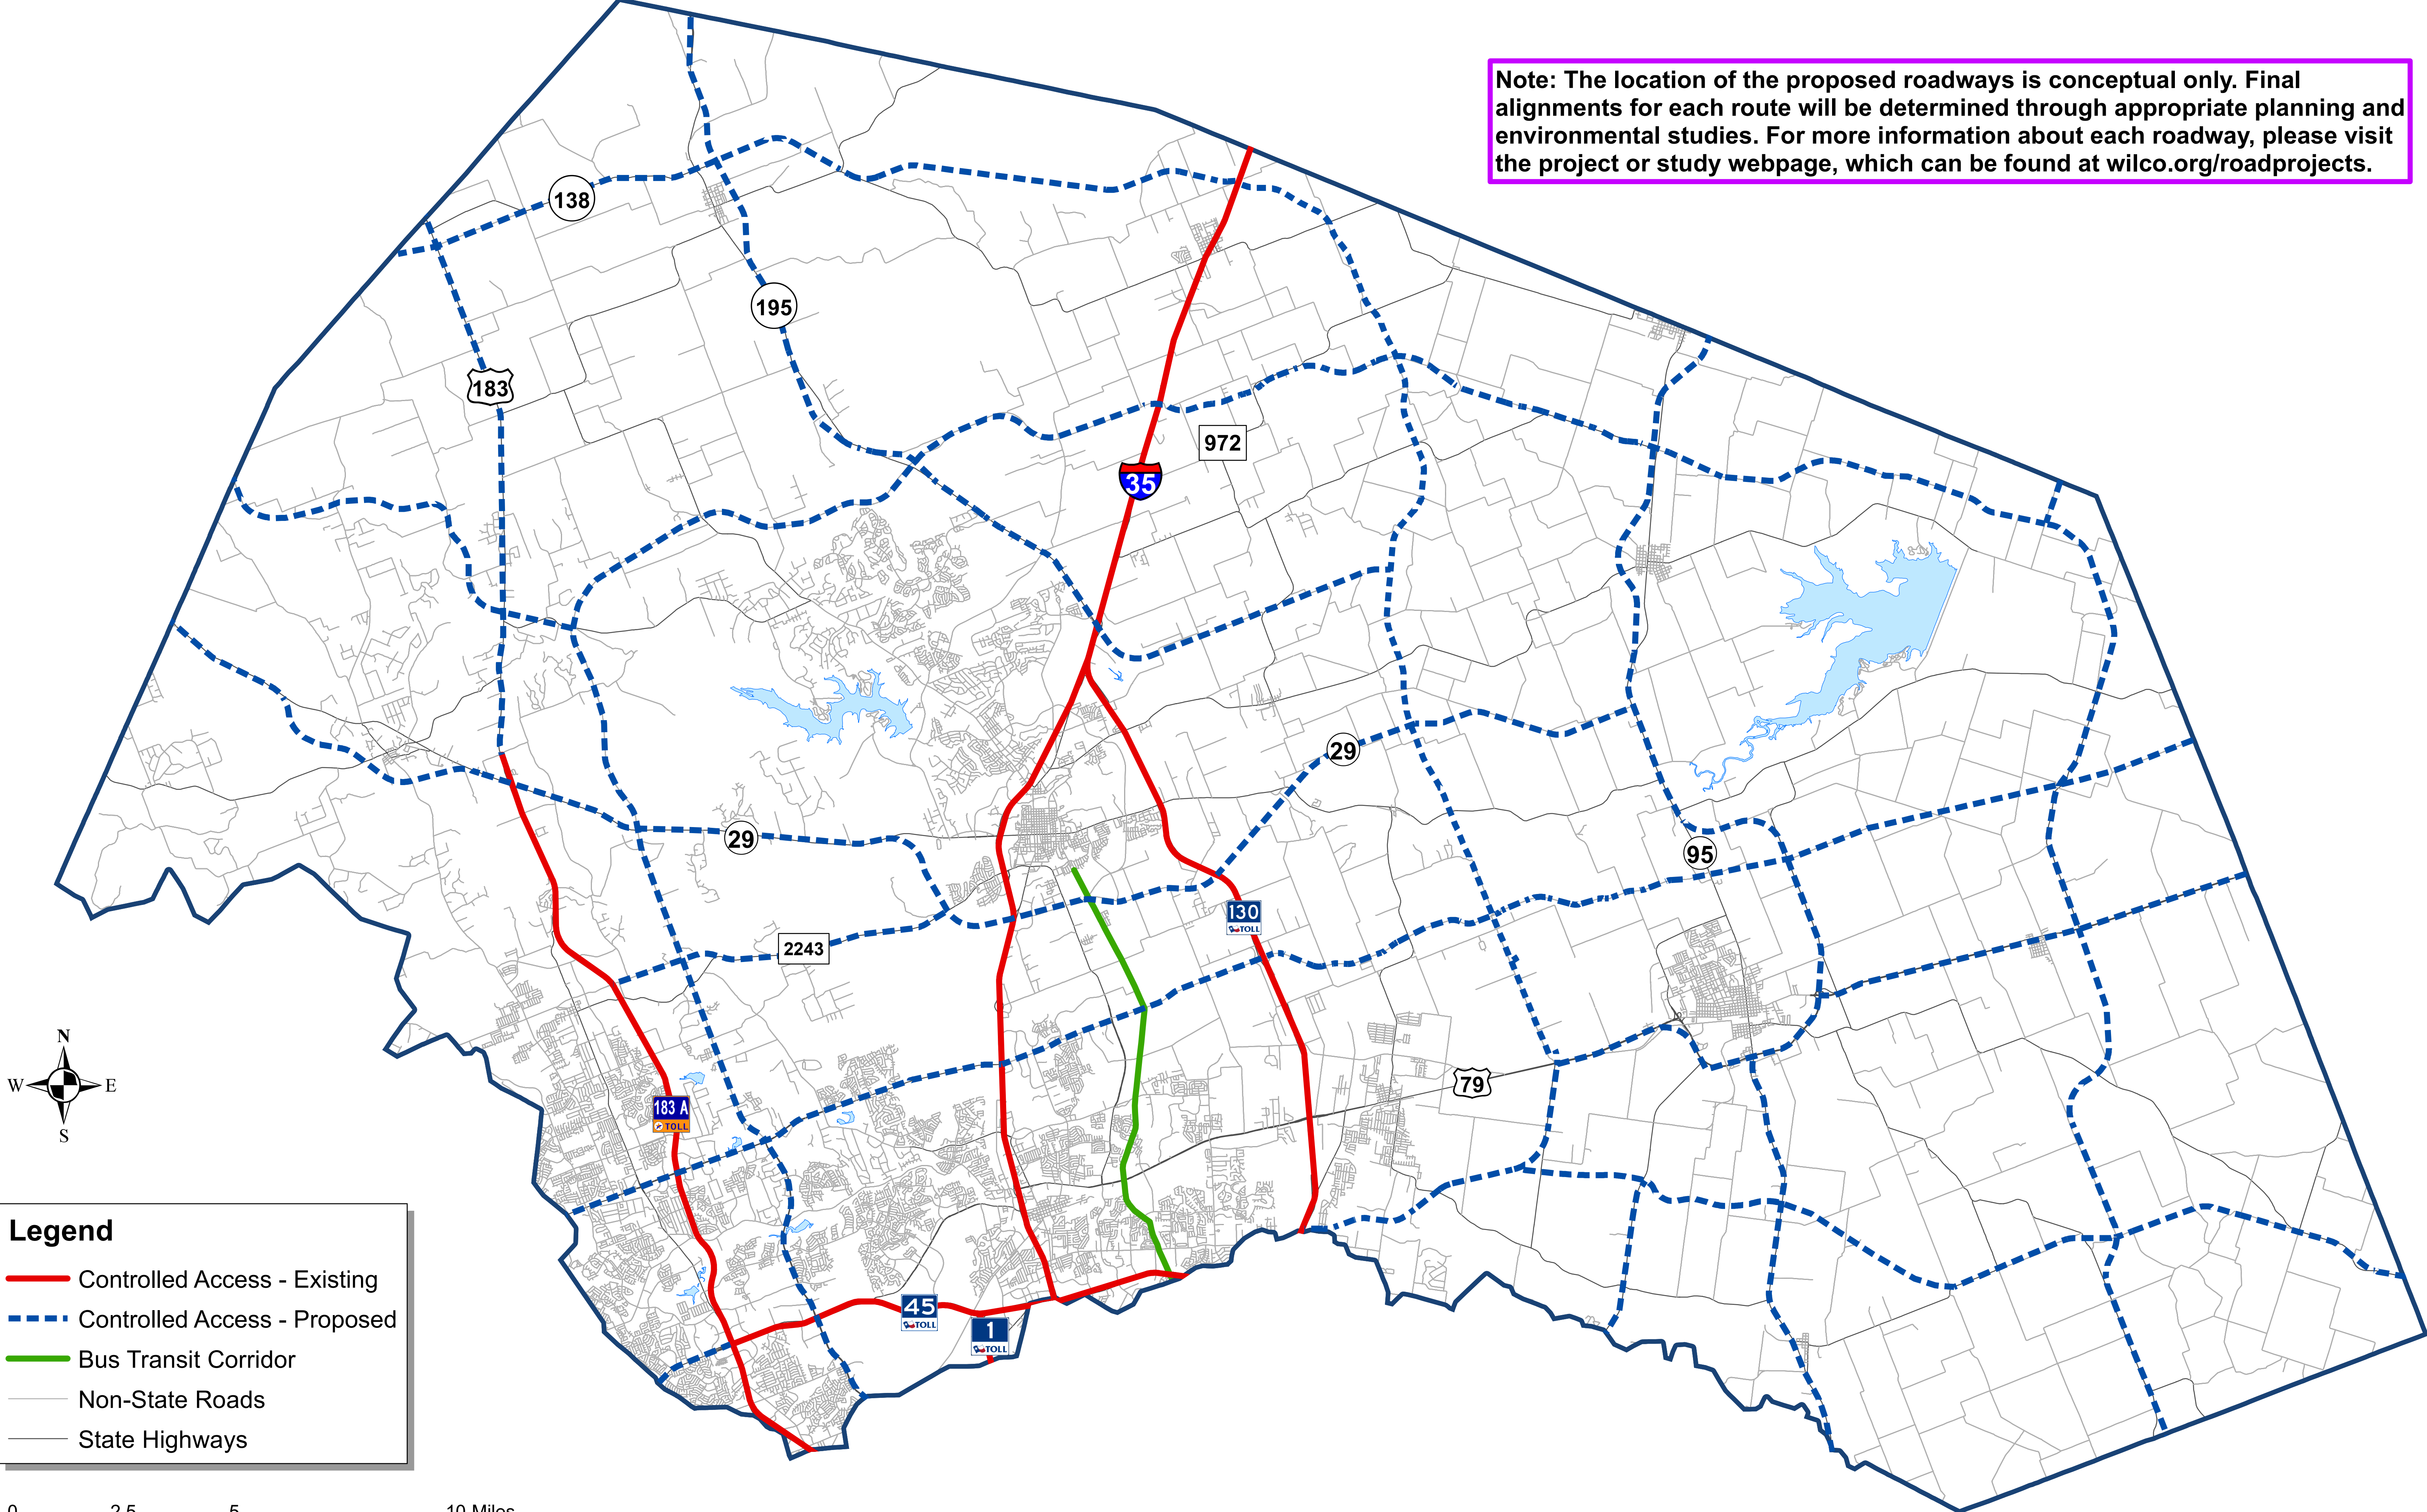 Note: The location of the proposed roadways is conceptual only. Final
alignments for each route will be determined through appropriate planning and
environmental studies. For more information about each roadway, please visit
the project or study webpage, which can be found at wilco.org/roadprojects.
138
195
183
972
35
29
29
95
130
TOLL
2243
79
183 A
TOLL
45
TOLL
1
TOLL
N
W
E
S
Legend
Controlled Access - Existing
Controlled Access - Proposed
Bus Transit Corridor
Non-State Roads
State Highways
0 2.5 5 10 Miles